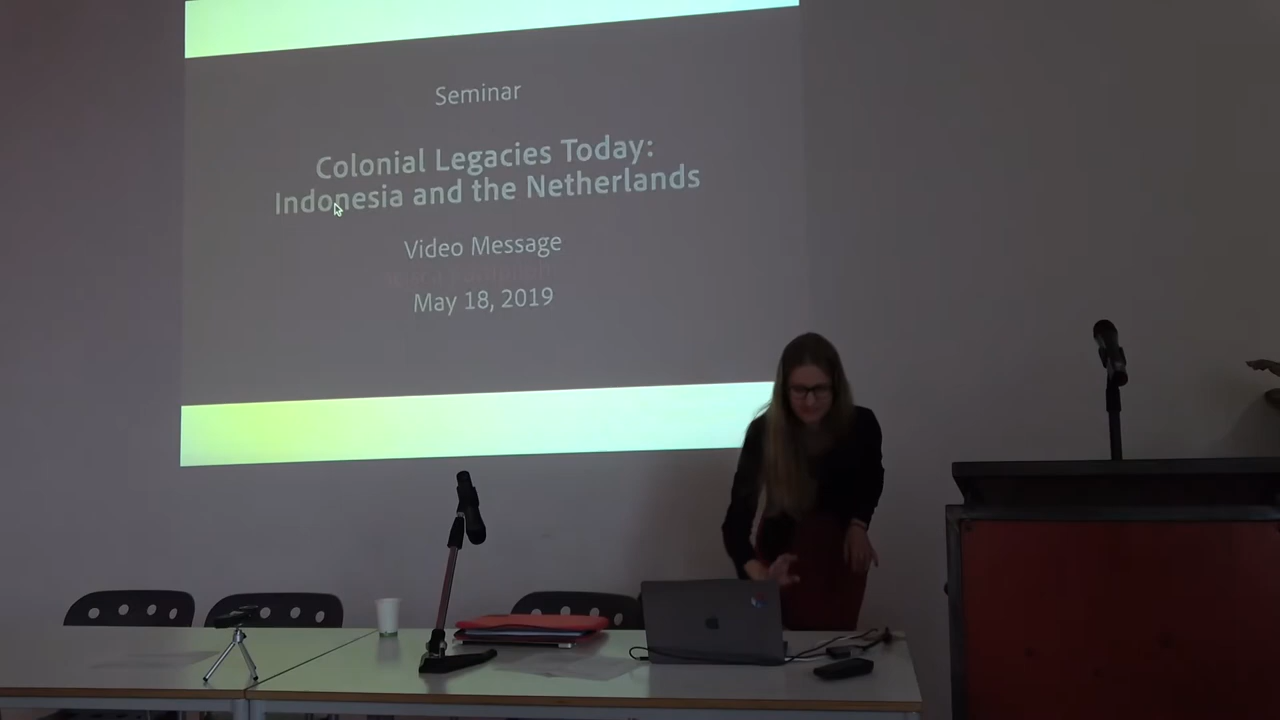 Seminar
Colonial Legacies Today:
Indonesia and the Netherlands
Video Message
May 18, 2019